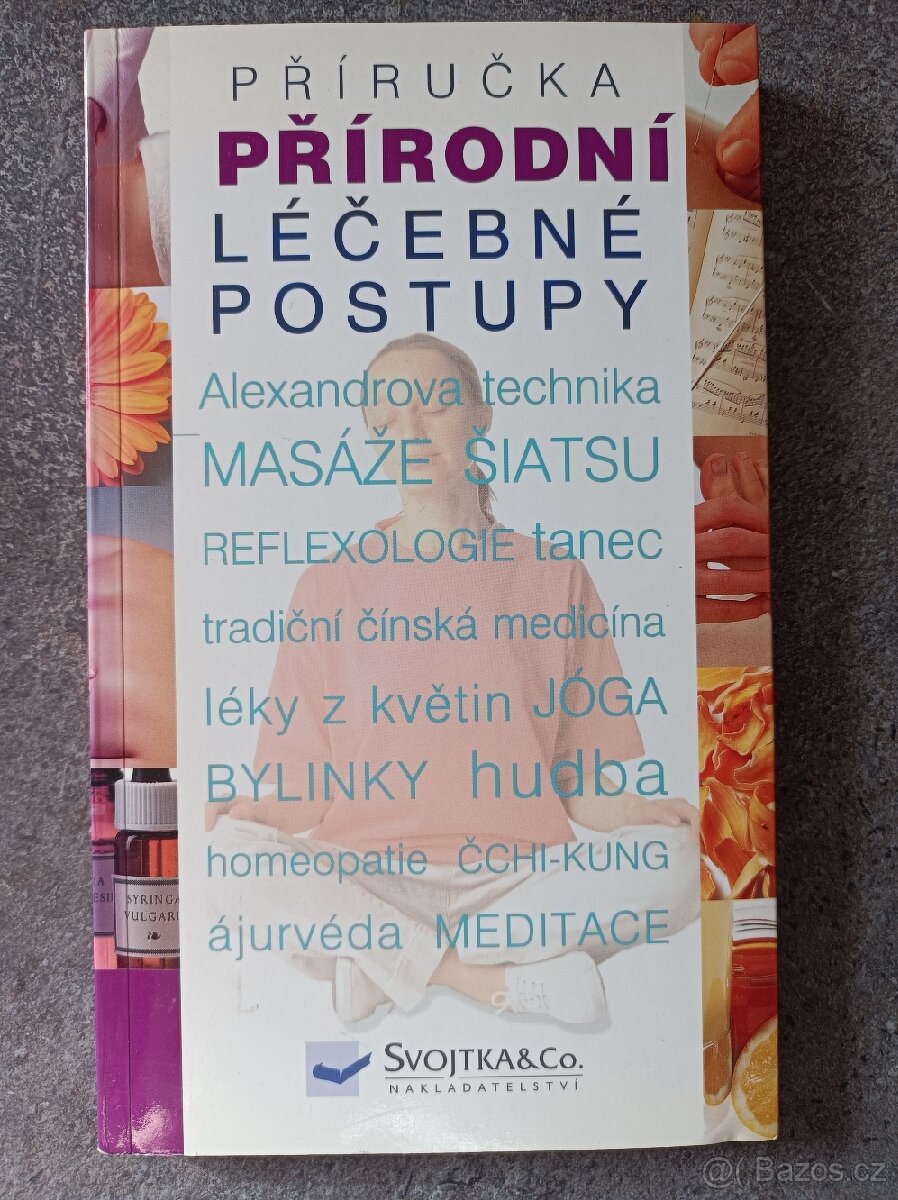 PŘÍRUČKA
PŘÍRODNÍ
LÉČEBNÉ
POSTUPY
Alexandrova technika
MASÁŽE ŠIATSU
REFLEXOLOGIE tanec
tradiční čínská medicína
léky z květin JÓGA
BYLINKY hudba
homeopatie ČCHI-KUNG
ájurvéda MEDITACE
SYRINGA
VULGARI
SVOJTKA&CO.
NAKLADATELSTVÍ
@( Bazos.cz